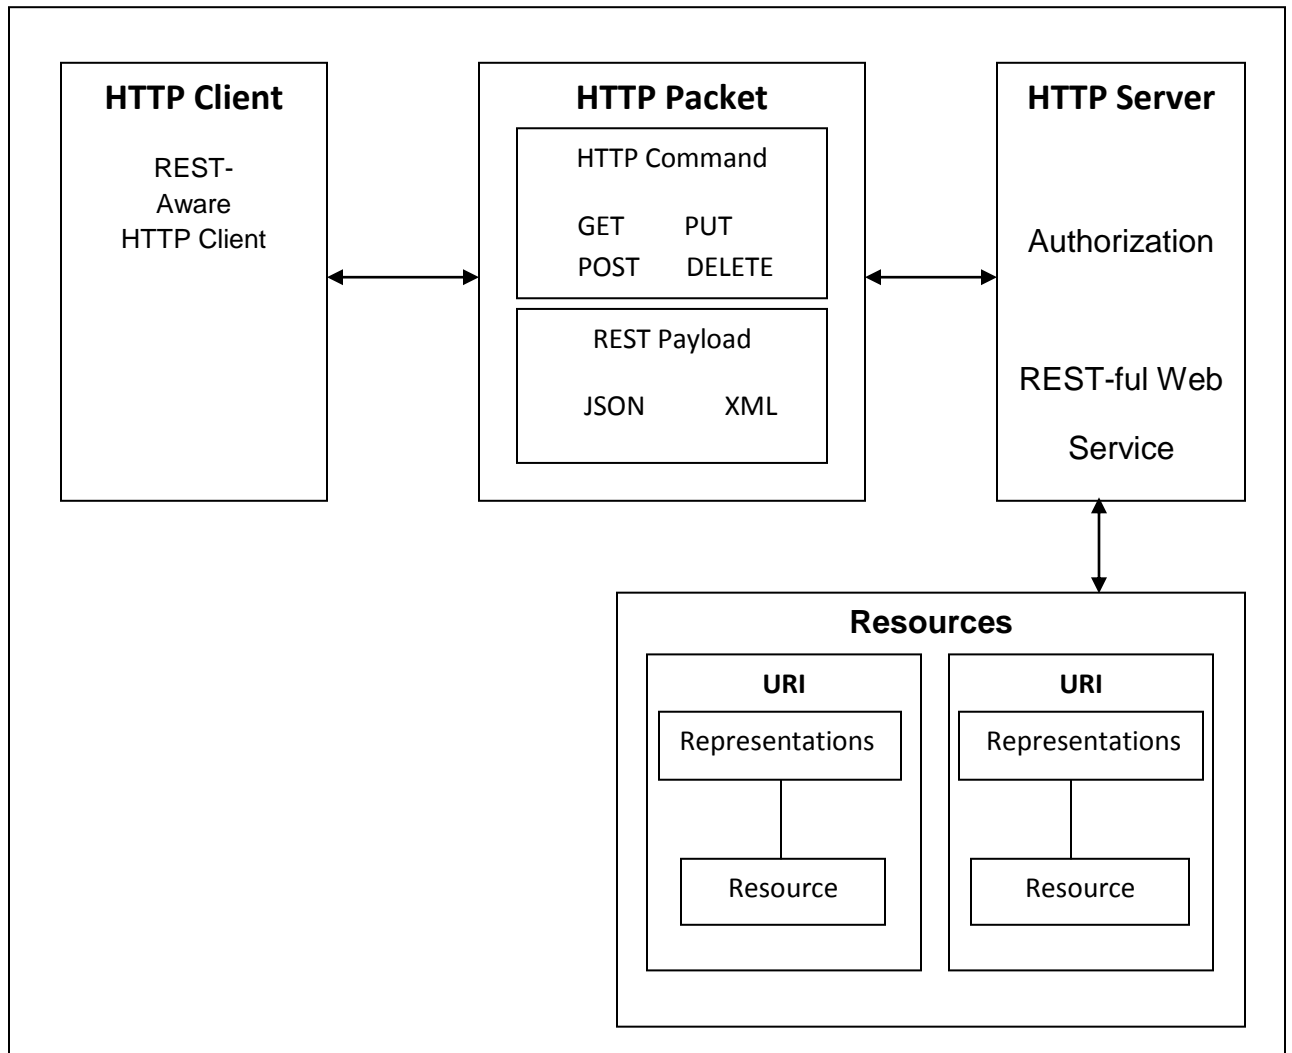 HTTP Client
REST-
Aware
HTTP Client
HTTP Packet
HTTP Command
GET PUT
POST DELETE
REST Payload
JSON XML
HTTP Server
Authorization
REST-ful Web
Service
Resources
URI
Representations
Resource
URI
Representations
Resource